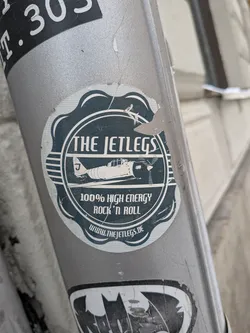 T.303
THE JETLEGS
100% HIGH ENERGY
ROCK'N ROLL
WWW.THEJETLEGS.DE